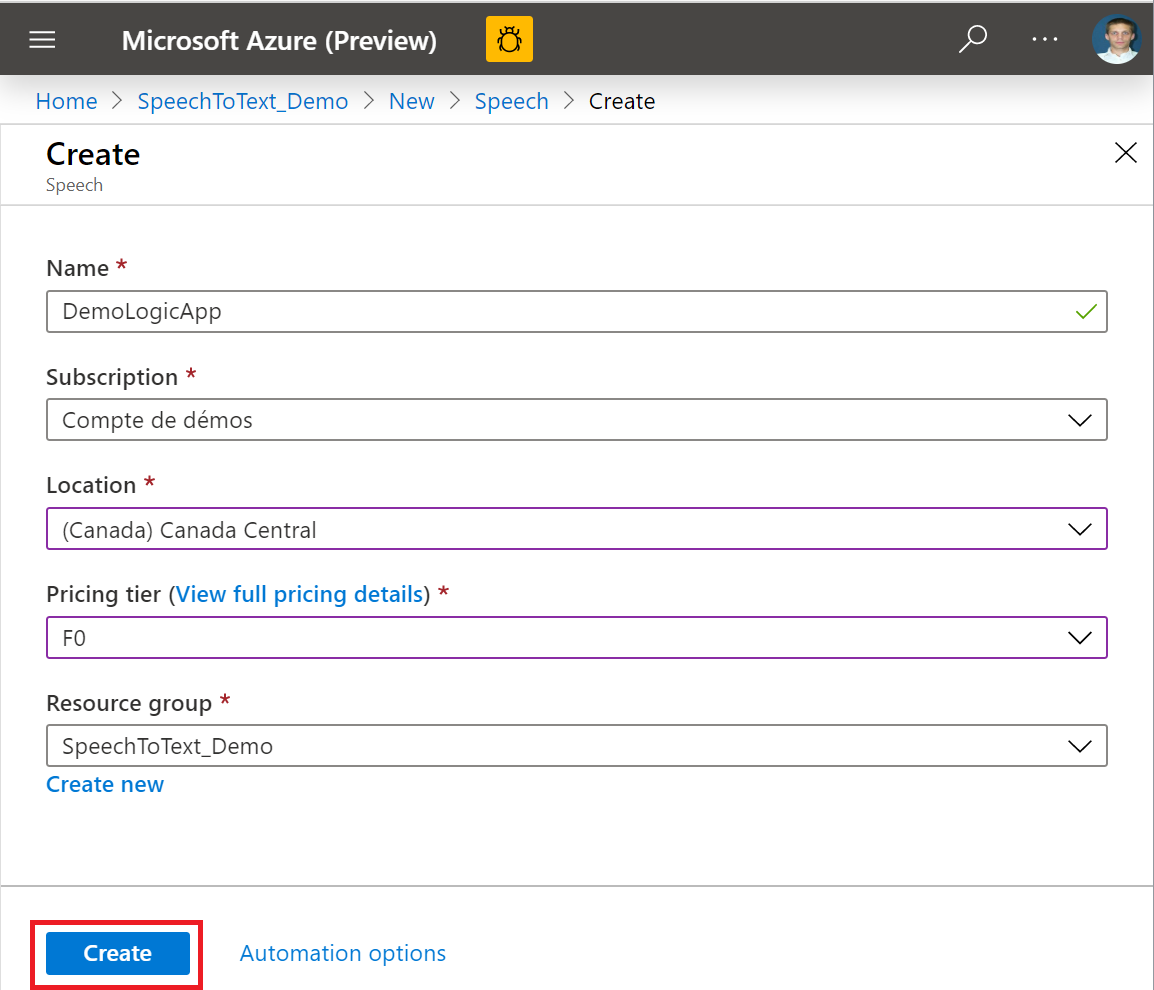 Microsoft Azure (Preview)
Home > SpeechToText_Demo > New > Speech > Create
Create
Speech
Name *
DemoLogicApp
Subscription *
Compte de démos
Location *
(Canada) Canada Central
Pricing tier (View full pricing details) *
F0
Resource group *
SpeechToText_Demo
Create new
Create Automation options